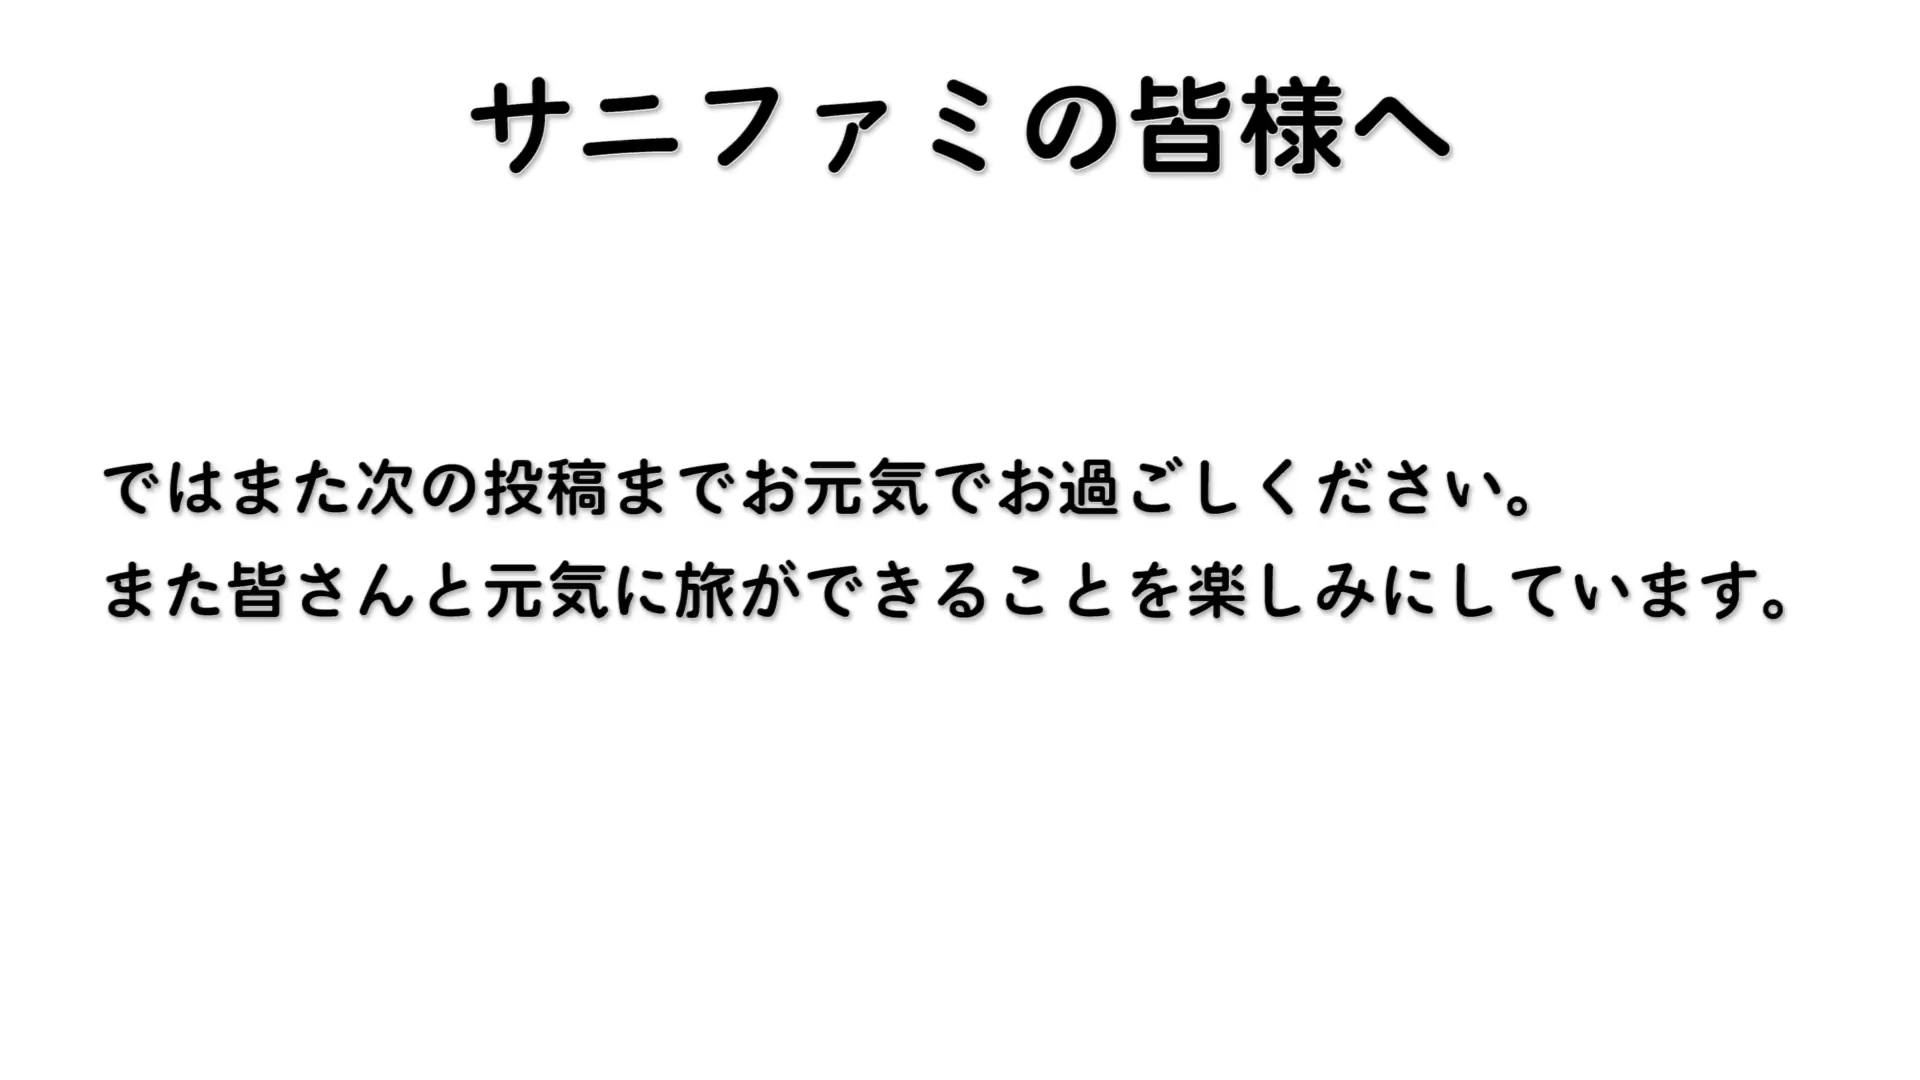 サニファミの皆様へ
ではまた次の投稿までお元気でお過ごしください。
また皆さんと元気に旅ができることを楽しみにしています。